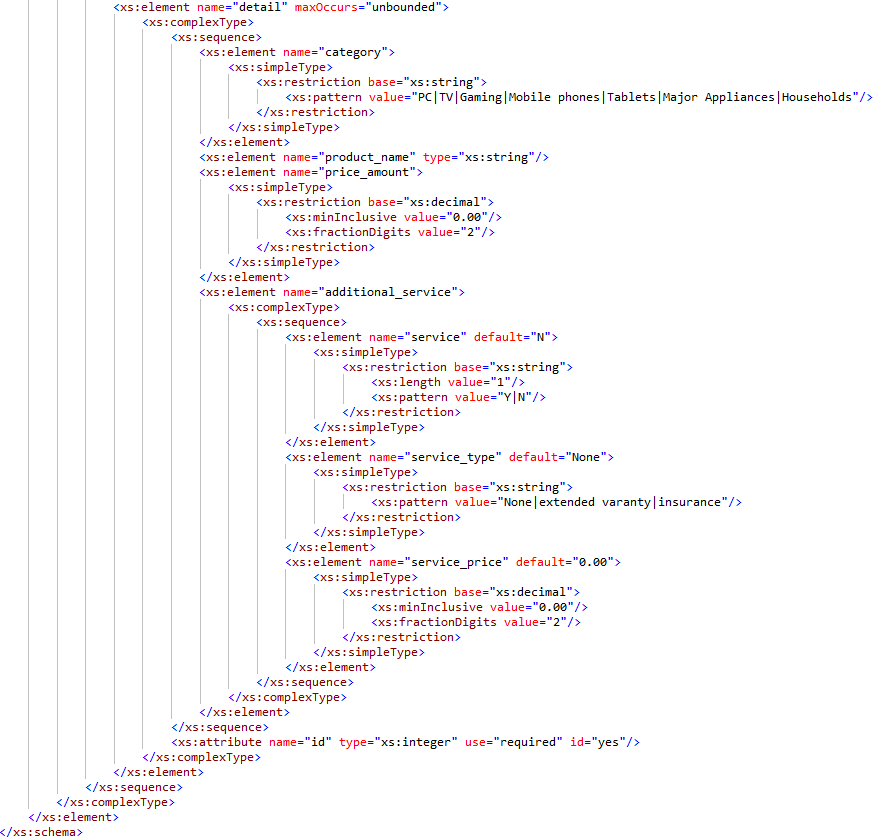 <xs:element name="detail" maxOccurs="unbounded">
<xs:complexType>
<xs:sequence>
<xs:element name="category">
<xs:simpleType>
<xs:restriction base="xs:string">
<xs:pattern value="PC|TV|Gaming|Mobile phones|Tablets|Major Appliances|Households"/>
</xs:restriction>
</xs:simpleType>
</xs:element>
<xs:element name="product_name" type="xs:string"/>
<xs:element name="price_amount">
<xs:simpleType>
<xs:restriction base="xs:decimal">
<xs:minInclusive value="0.00"/>
<xs:fractionDigits value="2"/>
</xs:restriction>
</xs:simpleType>
</xs:element>
<xs:element name="additional_service">
<xs:complexType>
<xs:sequence>
<xs:element name="service" default="N">
<xs:simpleType>
<xs:restriction base="xs:string">
<xs:length value="1"/>
<xs:pattern value="Y|N"/>
</xs:restriction>
</xs:simpleType>
</xs:element>
<xs:element name="service_type" default="None">
<xs:simpleType>
<xs:restriction base="xs:string">
<xs:pattern value="None|extended varanty|insurance"/>
</xs:restriction>
</xs:simpleType>
</xs:element>
<xs:element name="service_price" default="0.00">
<xs:simpleType>
<xs:restriction base="xs:decimal">
<xs:minInclusive value="0.00"/>
<xs:fractionDigits value="2"/>
</xs:restriction>
</xs:simpleType>
</xs:element>
</xs:sequence>
</xs:complexType>
</xs:element>
</xs:sequence>
<xs:attribute name="id" type="xs:integer" use="required" id="yes"/>
</xs:complexType>
</xs:element>
</xs:sequence>
</xs:complexType>
</xs:element>
</xs:schema>